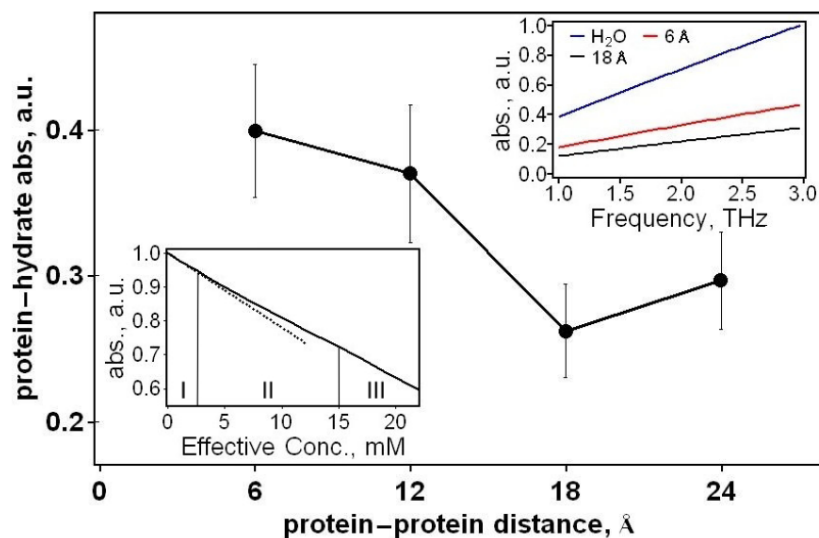 protein–hydrate abs, a.u.
0.4
0.3
0.2
0
6
12
18
24
protein–protein distance, Å
H₂O
6 Å
18 Å
abs., a.u.
1.0
0.8
0.6
0.4
0.2
0.0
1.0
1.5
2.0
2.5
3.0
Frequency, THz
abs., a.u.
1.0
0.9
0.8
0.7
0.6
I
II
III
0
5
10
15
20
Effective Conc., mM